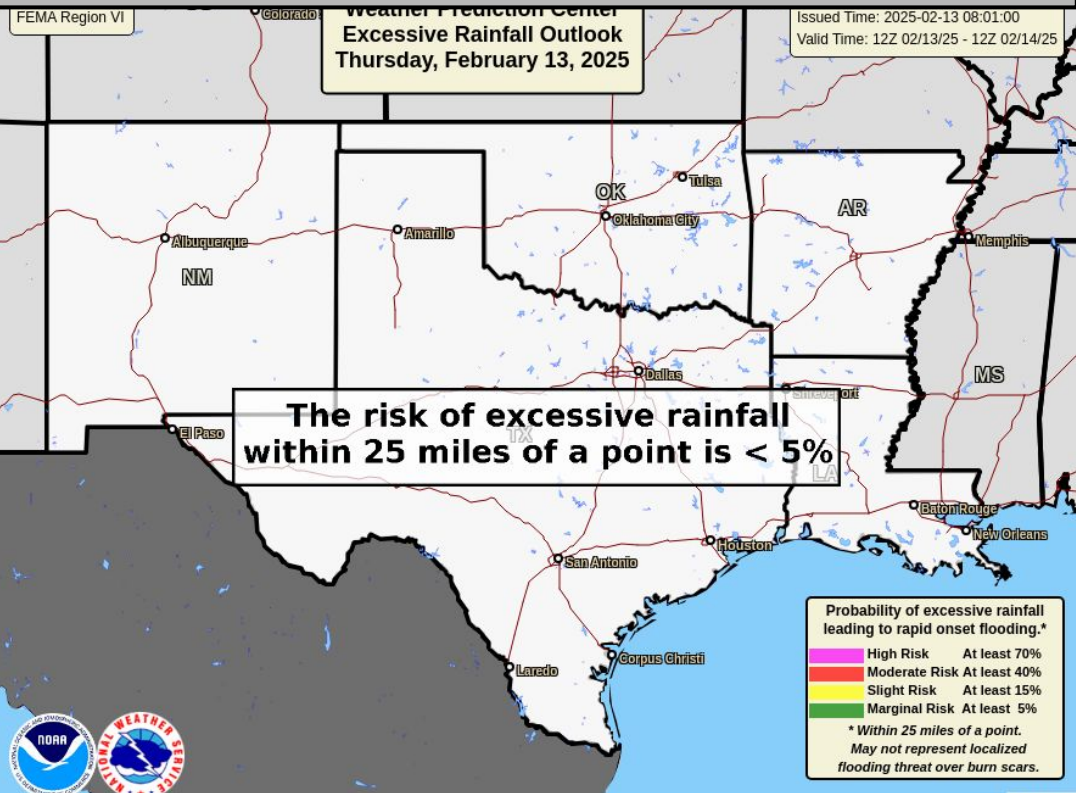 FEMA Region VI
Weather Prediction Center
Excessive Rainfall Outlook
Thursday, February 13, 2025
Issued Time: 2025-02-13 08:01:00
Valid Time: 12Z 02/13/25 - 12Z 02/14/25
Colorado
Tulsa
OK
Oklahoma City
AR
Amarillo
Albuquerque
Memphis
NM
Dallas
MS
Shreveport
The risk of excessive rainfall
within 25 miles of a point is < 5%
El Paso
TX
LA
Baton Rouge
New Orleans
Houston
San Antonio
Corpus Christi
Laredo
Probability of excessive rainfall
leading to rapid onset flooding.*
High Risk At least 70%
Moderate Risk At least 40%
Slight Risk At least 15%
Marginal Risk At least 5%
* Within 25 miles of a point.
May not represent localized
flooding threat over burn scars.
NOAA
NATIONAL WEATHER SERVICE